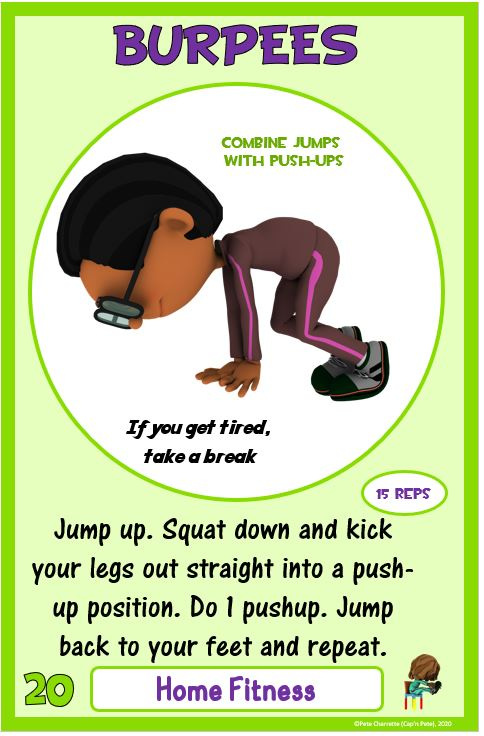 BURPEES
COMBINE JUMPS
WITH PUSH-UPS
If you get tired,
take a break
15 REPS
Jump up. Squat down and kick
your legs out straight into a push-
up position. Do 1 pushup. Jump
back to your feet and repeat.
20
Home Fitness
©Pete Charrette (Cap'n Pete), 2020